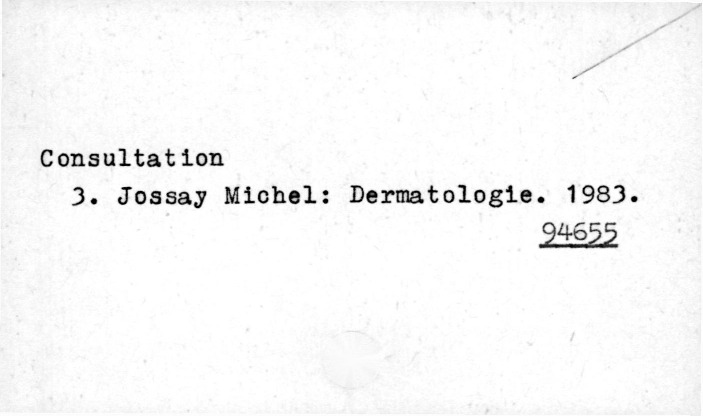 Consultation
3. Jossay Michel: Dermatologie. 1983.
94655